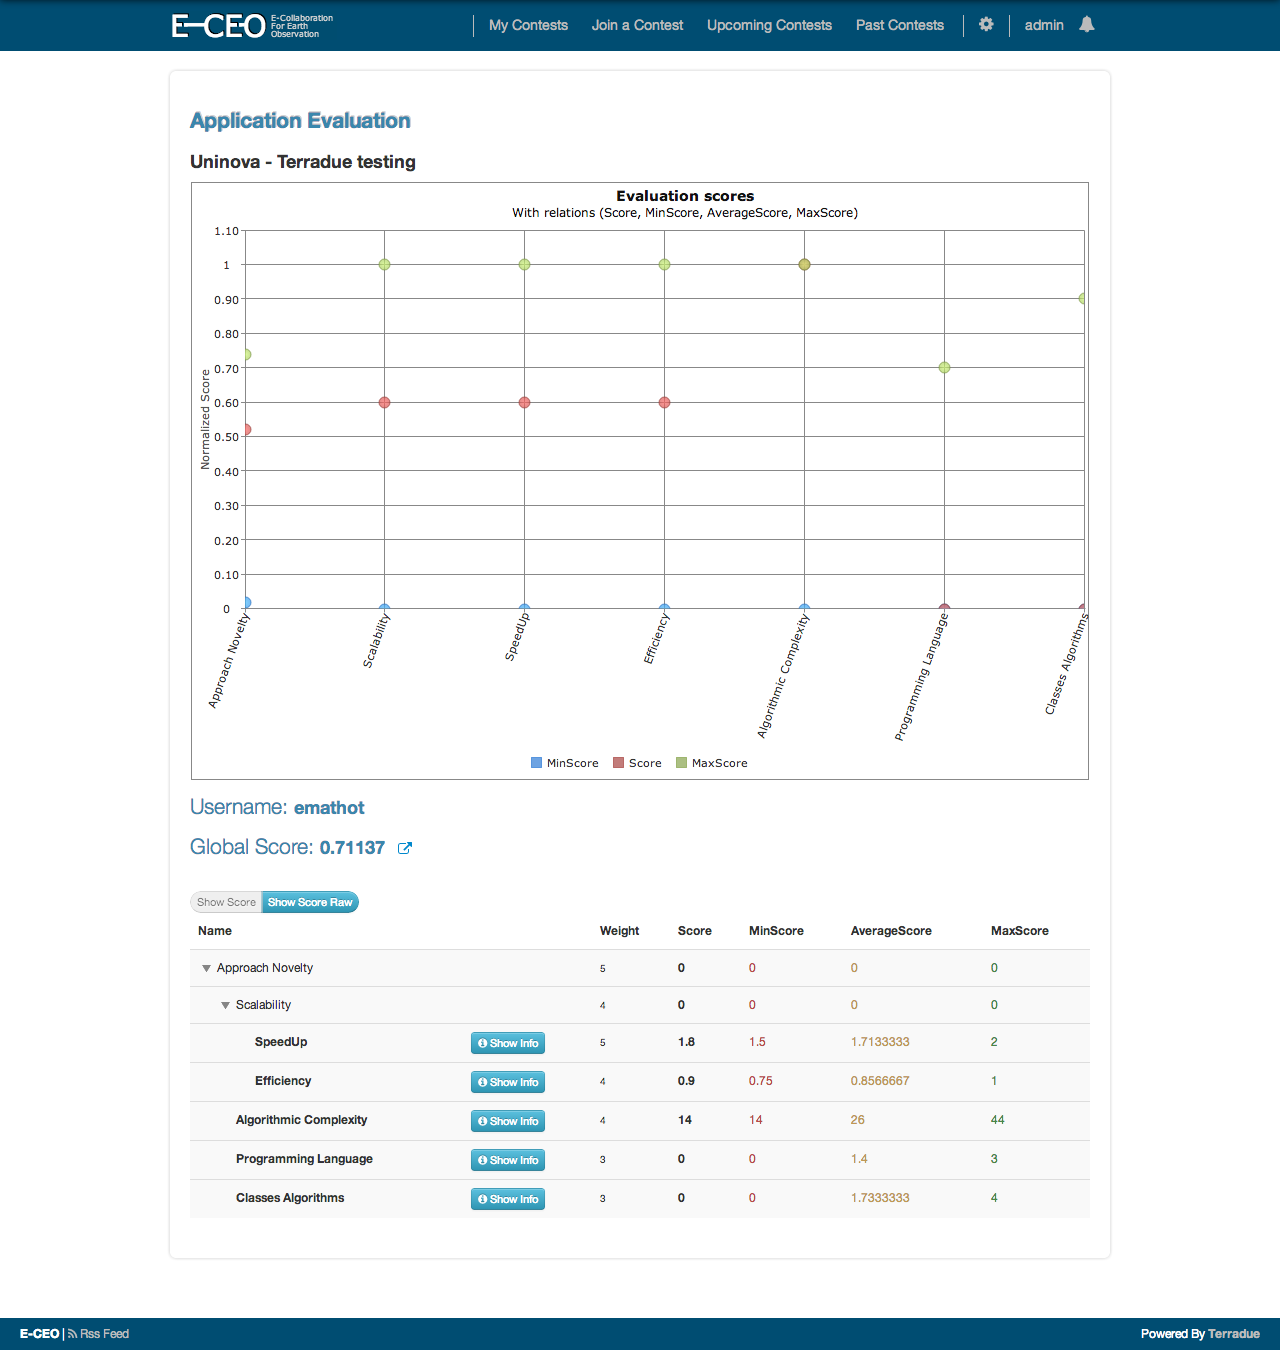 E-CEO E-Collaboration
For Earth
Observation
My Contests Join a Contest Upcoming Contests Past Contests admin
Application Evaluation
Uninova - Terradue testing
Evaluation scores
With relations (Score, MinScore, AverageScore, MaxScore)
Normalized Score
1.10
1
0.90
0.80
0.70
0.60
0.50
0.40
0.30
0.20
0.10
0
Approach Novelty
Scalability
SpeedUp
Efficiency
Algorithmic Complexity
Programming Language
Classes Algorithms
MinScore Score MaxScore
Username: emathot
Global Score: 0.71137
Show Score Show Score Raw
Name Weight Score MinScore AverageScore MaxScore
Approach Novelty 5 0 0 0 0
Scalability 4 0 0 0 0
SpeedUp Show Info 5 1.8 1.5 1.7133333 2
Efficiency Show Info 4 0.9 0.75 0.8566667 1
Algorithmic Complexity Show Info 4 14 14 26 44
Programming Language Show Info 3 0 0 1.4 3
Classes Algorithms Show Info 3 0 0 1.7333333 4
E-CEO | Rss Feed Powered By Terradue